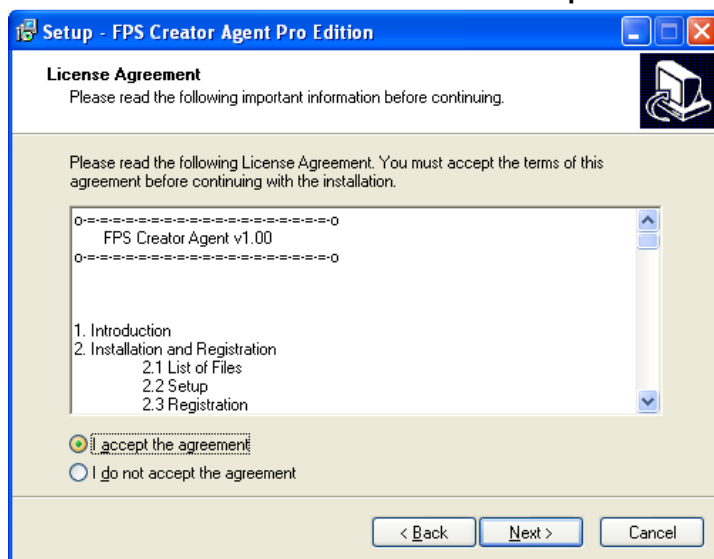 Setup - FPS Creator Agent Pro Edition
License Agreement
Please read the following important information before continuing.
Please read the following License Agreement. You must accept the terms of this
agreement before continuing with the installation.
o-=-=-=-=-=-=-=-=-=-=-=-=-=-=-=-=-=-=-=-o
FPS Creator Agent v1.00
o-=-=-=-=-=-=-=-=-=-=-=-=-=-=-=-=-=-=-=-o
1. Introduction
2. Installation and Registration
2.1 List of Files
2.2 Setup
2.3 Registration
I accept the agreement
I do not accept the agreement
< Back Next > Cancel